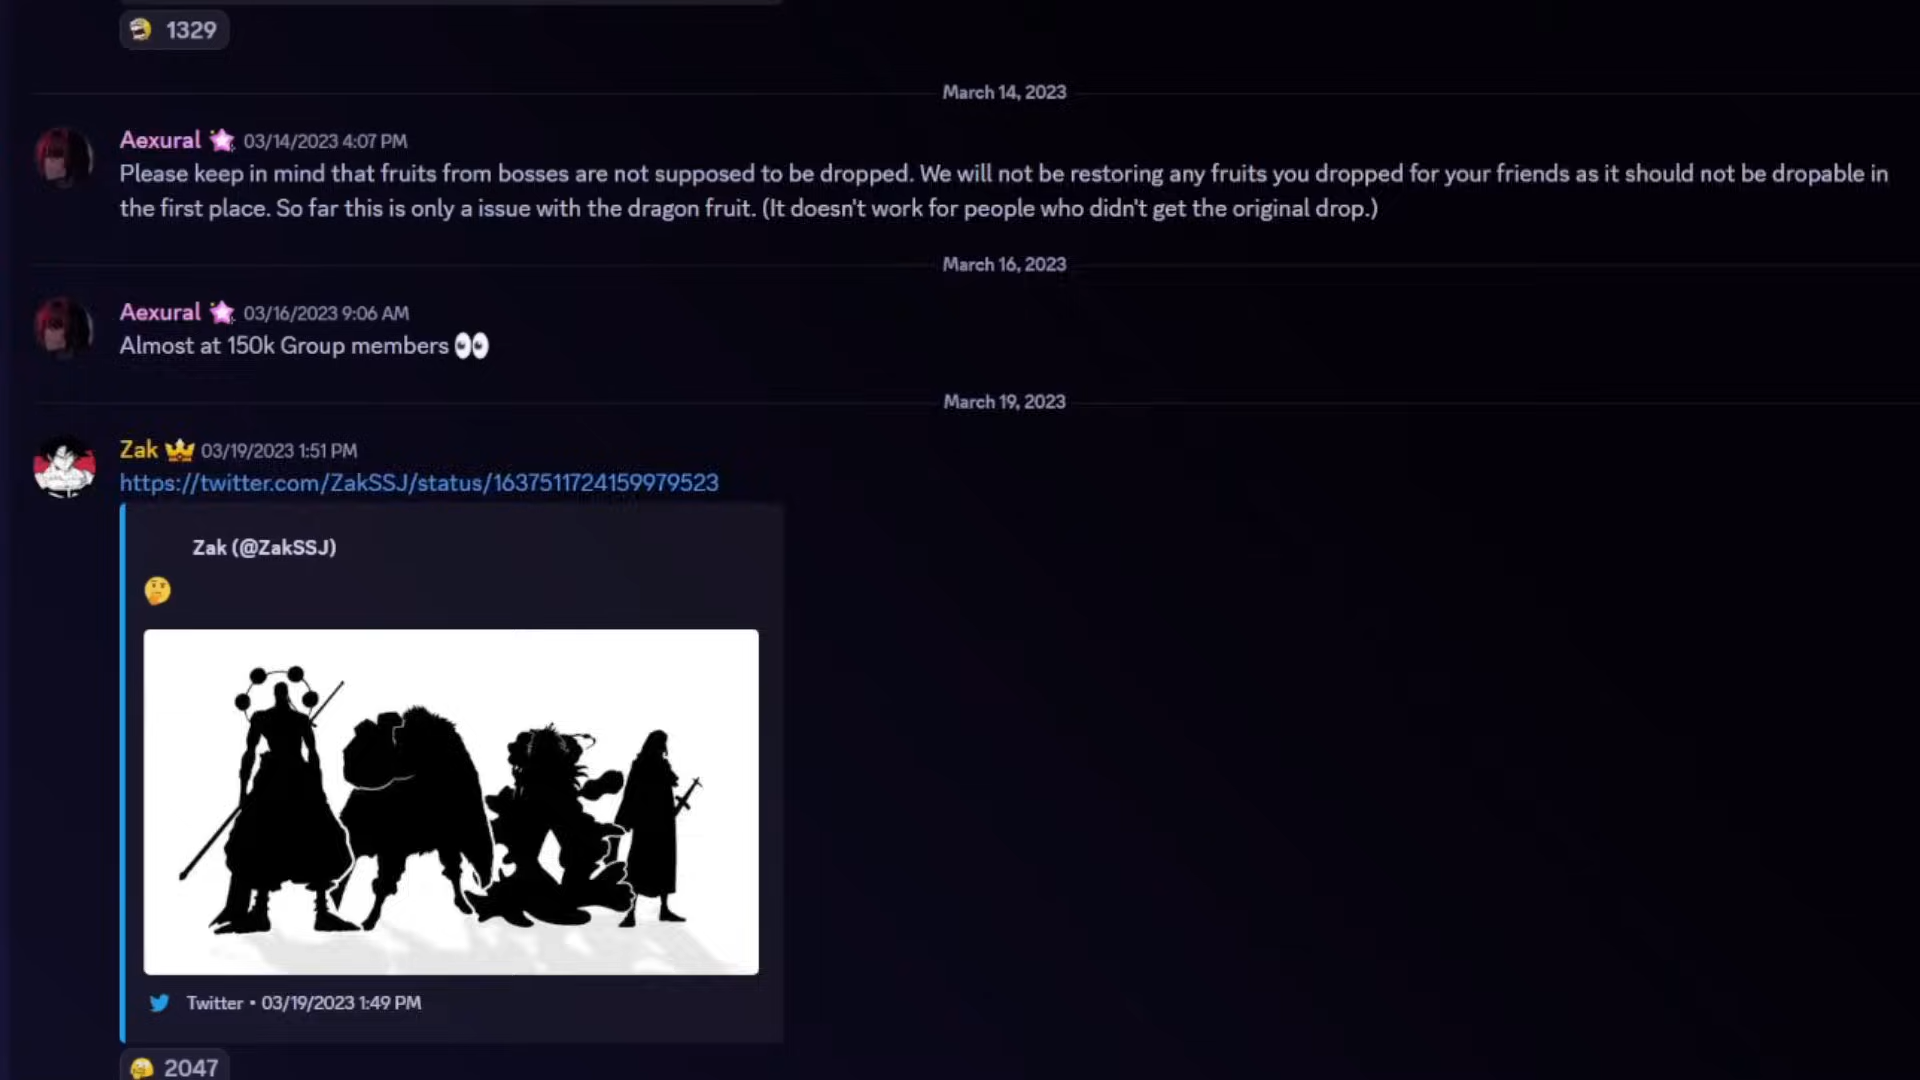 1329
March 14, 2023
Aexural 03/14/2023 4:07 PM
Please keep in mind that fruits from bosses are not supposed to be dropped. We will not be restoring any fruits you dropped for your friends as it should not be dropable in
the first place. So far this is only a issue with the dragon fruit. (It doesn't work for people who didn't get the original drop.)
March 16, 2023
Aexural 03/16/2023 9:06 AM
Almost at 150k Group members
March 19, 2023
Zak 03/19/2023 1:51 PM
https://twitter.com/ZakSSJ/status/1637511724159979523
Zak (@ZakSSJ)
Twitter • 03/19/2023 1:49 PM
2047